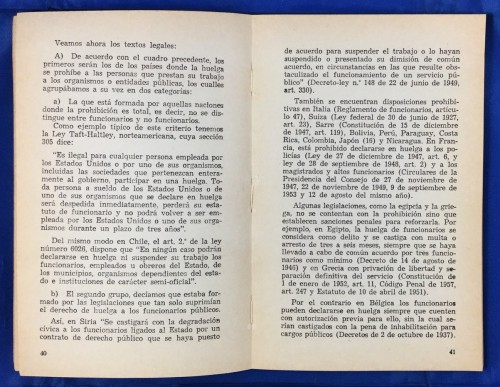 Veamos ahora los textos legales:
A) De acuerdo con el cuadro precedente, los
primeros serán los de los países donde la huelga
se prohíbe a las personas que prestan su trabajo
a los organismos o entidades públicas, los cuales
agrupábamos a su vez en dos categorías:
a) La que está formada por aquellas naciones
donde la prohibición es total, es decir, no se dis-
tingue entre funcionarios y no funcionarios.
Como ejemplo típico de este criterio tenemos
la Ley Taft-Haltley, norteamericana, cuya sección
305 dice:
"Es ilegal para cualquier persona empleada por
los Estados Unidos o por uno de sus organismos,
incluidas las sociedades que pertenezcan entera-
mente al gobierno, participar en una huelga. Toda
persona a sueldo de los Estados Unidos o de
uno de sus organismos que se declare en huelga
será despedida inmediatamente, perderá su esta-
tuto de funcionario y no podrá volver a ser em-
pleada por los Estados Unidos o uno de sus or-
ganismos durante un plazo de tres años".
Del mismo modo en Chile, el art. 2.º de la ley
número 6026, dispone que "En ningún caso podrán
declararse en huelga ni suspender su trabajo los
funcionarios, empleados u obreros del Estado, de
los municipios, organismos dependientes del estado
e instituciones de carácter semi-oficial".
b) El segundo grupo, decíamos que estaba for-
mado por las legislaciones que tan solo suprimían
el derecho de huelga a los funcionarios públicos.
Así, en Siria "Se castigará con la degradación
cívica a los funcionarios ligados al Estado por un
contrato de derecho público que se haya puesto
40
de acuerdo para suspender el trabajo o lo hayan
suspendido o presentado su dimisión de común
acuerdo, en circunstancias en las que resulte obs-
taculizado el funcionamiento de un servicio pú-
blico" (Decreto-ley n.º 148 de 22 de junio de 1949,
art. 330).
También se encuentran disposiciones prohibi-
tivas en Italia (Reglamento de funcionarios, artícu-
lo 47), Suiza (Ley federal de 30 de junio de 1927,
art. 23), Sarre (Constitución de 15 de diciembre
de 1947, art. 119), Bolivia, Perú, Paraguay, Costa
Rica, Colombia, Japón (16) y Nicaragua. En Fran-
cia, está prohibido declararse en huelga a los po-
licías (Ley de 27 de diciembre de 1947, art. 6, y
ley de 28 de septiembre de 1948, art. 2) y a los
magistrados y altos funcionarios (Circulares de la
Presidencia del Consejo de 27 de noviembre de
1947, 22 de noviembre de 1949, 9 de septiembre
de 1953 y 12 de agosto del mismo año).
Algunas legislaciones, como la egipcia y la grie-
ga, no se contentan con la prohibición sino que
establecen sanciones penales para reforzarla. Por
ejemplo, en Egipto, la huelga de funcionarios se
considera como delito y se castiga con multa o
arresto de tres a seis meses, siempre que se haya
llevado a cabo de común acuerdo por tres funcio-
narios como mínimo (Decreto de 14 de agosto de
1946) y en Grecia con privación de libertad y se-
paración definitiva del servicio (Constitución de
1 de enero de 1952, art. 11, Código Penal de 1957,
art. 247 y Estatuto de 10 de abril de 1951).
Por el contrario en Bélgica los funcionarios
pueden declararse en huelga siempre que cuenten
con autorización previa para ello, sin la cual se-
rían castigados con la pena de inhabilitación para
cargos públicos (Decretos de 2 de octubre de 1937).
41